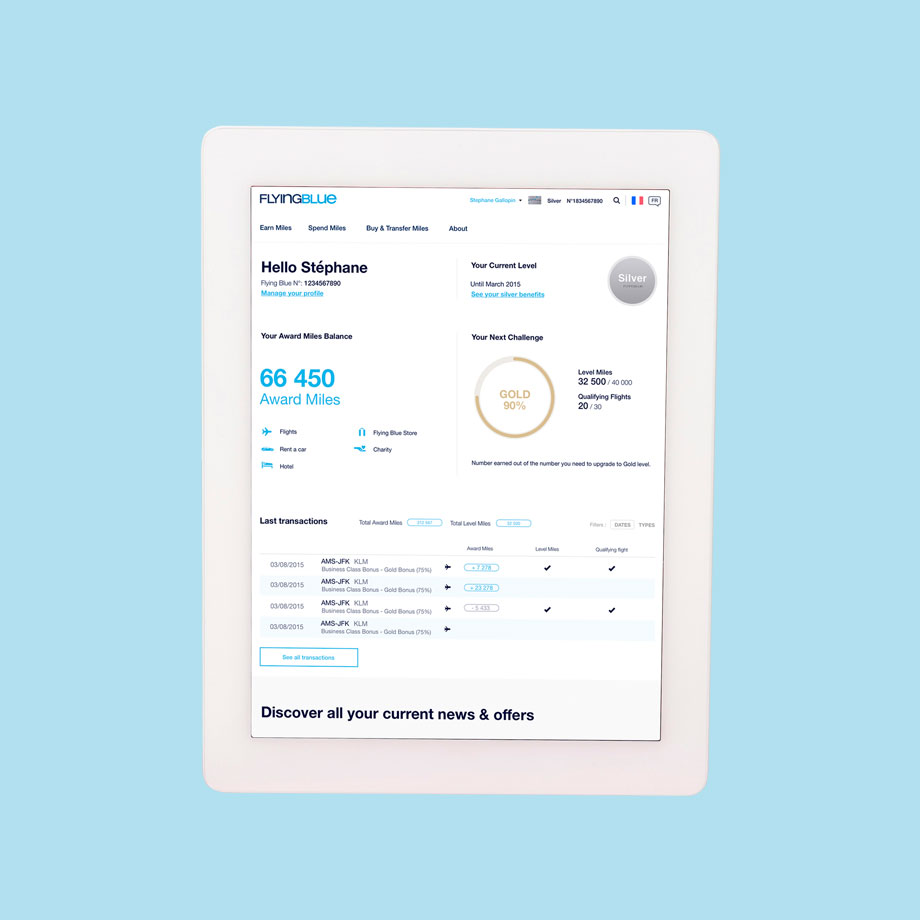 FLYINGBLUE
Stephane Gallopin Silver N°1834567890 FR
Earn Miles Spend Miles Buy & Transfer Miles About
Hello Stéphane
Flying Blue N°: 1234567890
Manage your profile
Your Current Level
Until March 2015
See your silver benefits
Silver
Your Award Miles Balance
66 450
Award Miles
Flights
Flying Blue Store
Rent a car
Charity
Hotel
Your Next Challenge
GOLD
90%
Level Miles
32 500 / 40 000
Qualifying Flights
20 / 30
Number earned out of the number you need to upgrade to Gold level.
Last transactions Total Award Miles Total Level Miles Filters : DATES TYPES
Award Miles Level Miles Qualifying flight
03/08/2015 AMS-JFK KLM
Business Class Bonus - Gold Bonus (75%) + 7 278
03/08/2015 AMS-JFK KLM
Business Class Bonus - Gold Bonus (75%) + 23 278
03/08/2015 AMS-JFK KLM
Business Class Bonus - Gold Bonus (75%) - 5 433
03/08/2015 AMS-JFK KLM
Business Class Bonus - Gold Bonus (75%)
See all transactions
Discover all your current news & offers